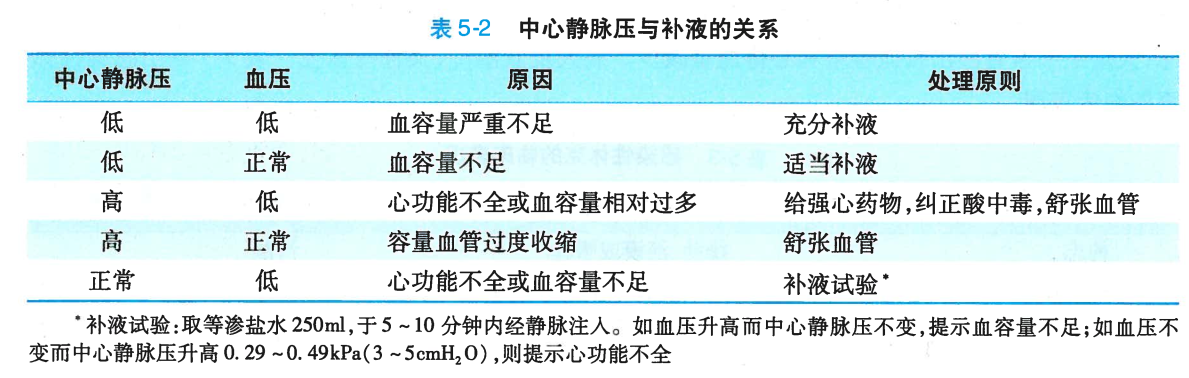 表 5-2 中心静脉压与补液的关系
中心静脉压 血压 原因 处理原则
低 低 血容量严重不足 充分补液
低 正常 血容量不足 适当补液
高 低 心功能不全或血容量相对过多 给强心药物,纠正酸中毒,舒张血管
高 正常 容量血管过度收缩 舒张血管
正常 低 心功能不全或血容量不足 补液试验*
*补液试验:取等渗盐水 250ml,于 5 ~ 10 分钟内经静脉注入。如血压升高而中心静脉压不变,提示血容量不足;如血压不
变而中心静脉压升高 0. 29 ~ 0. 49kPa(3 ~ 5cmH₂O),则提示心功能不全